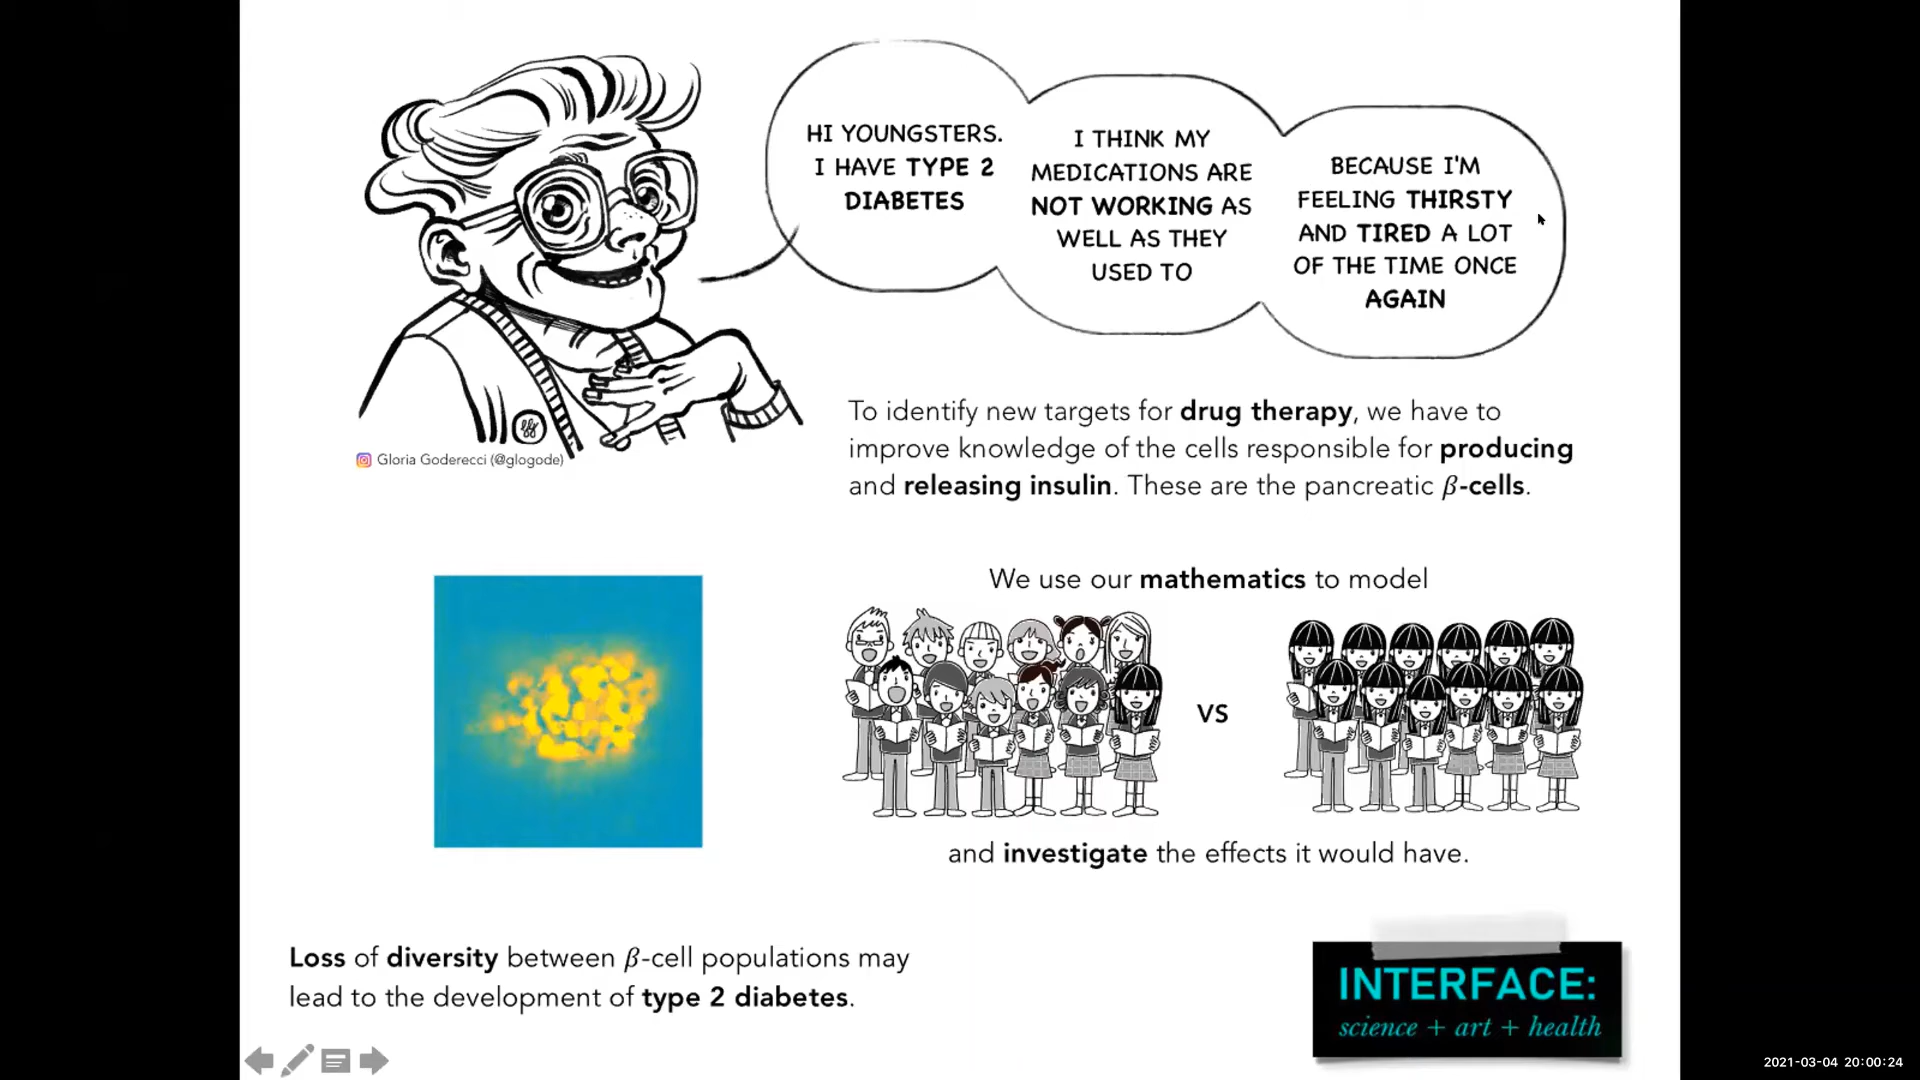 HI YOUNGSTERS.
I HAVE TYPE 2
DIABETES
I THINK MY
MEDICATIONS ARE
NOT WORKING AS
WELL AS THEY
USED TO
BECAUSE I'M
FEELING THIRSTY
AND TIRED A LOT
OF THE TIME ONCE
AGAIN
Gloria Goderecci (@glogode)
To identify new targets for drug therapy, we have to
improve knowledge of the cells responsible for producing
and releasing insulin. These are the pancreatic β-cells.
We use our mathematics to model
VS
and investigate the effects it would have.
Loss of diversity between β-cell populations may
lead to the development of type 2 diabetes.
INTERFACE:
science + art + health
2021-03-04 20:00:24